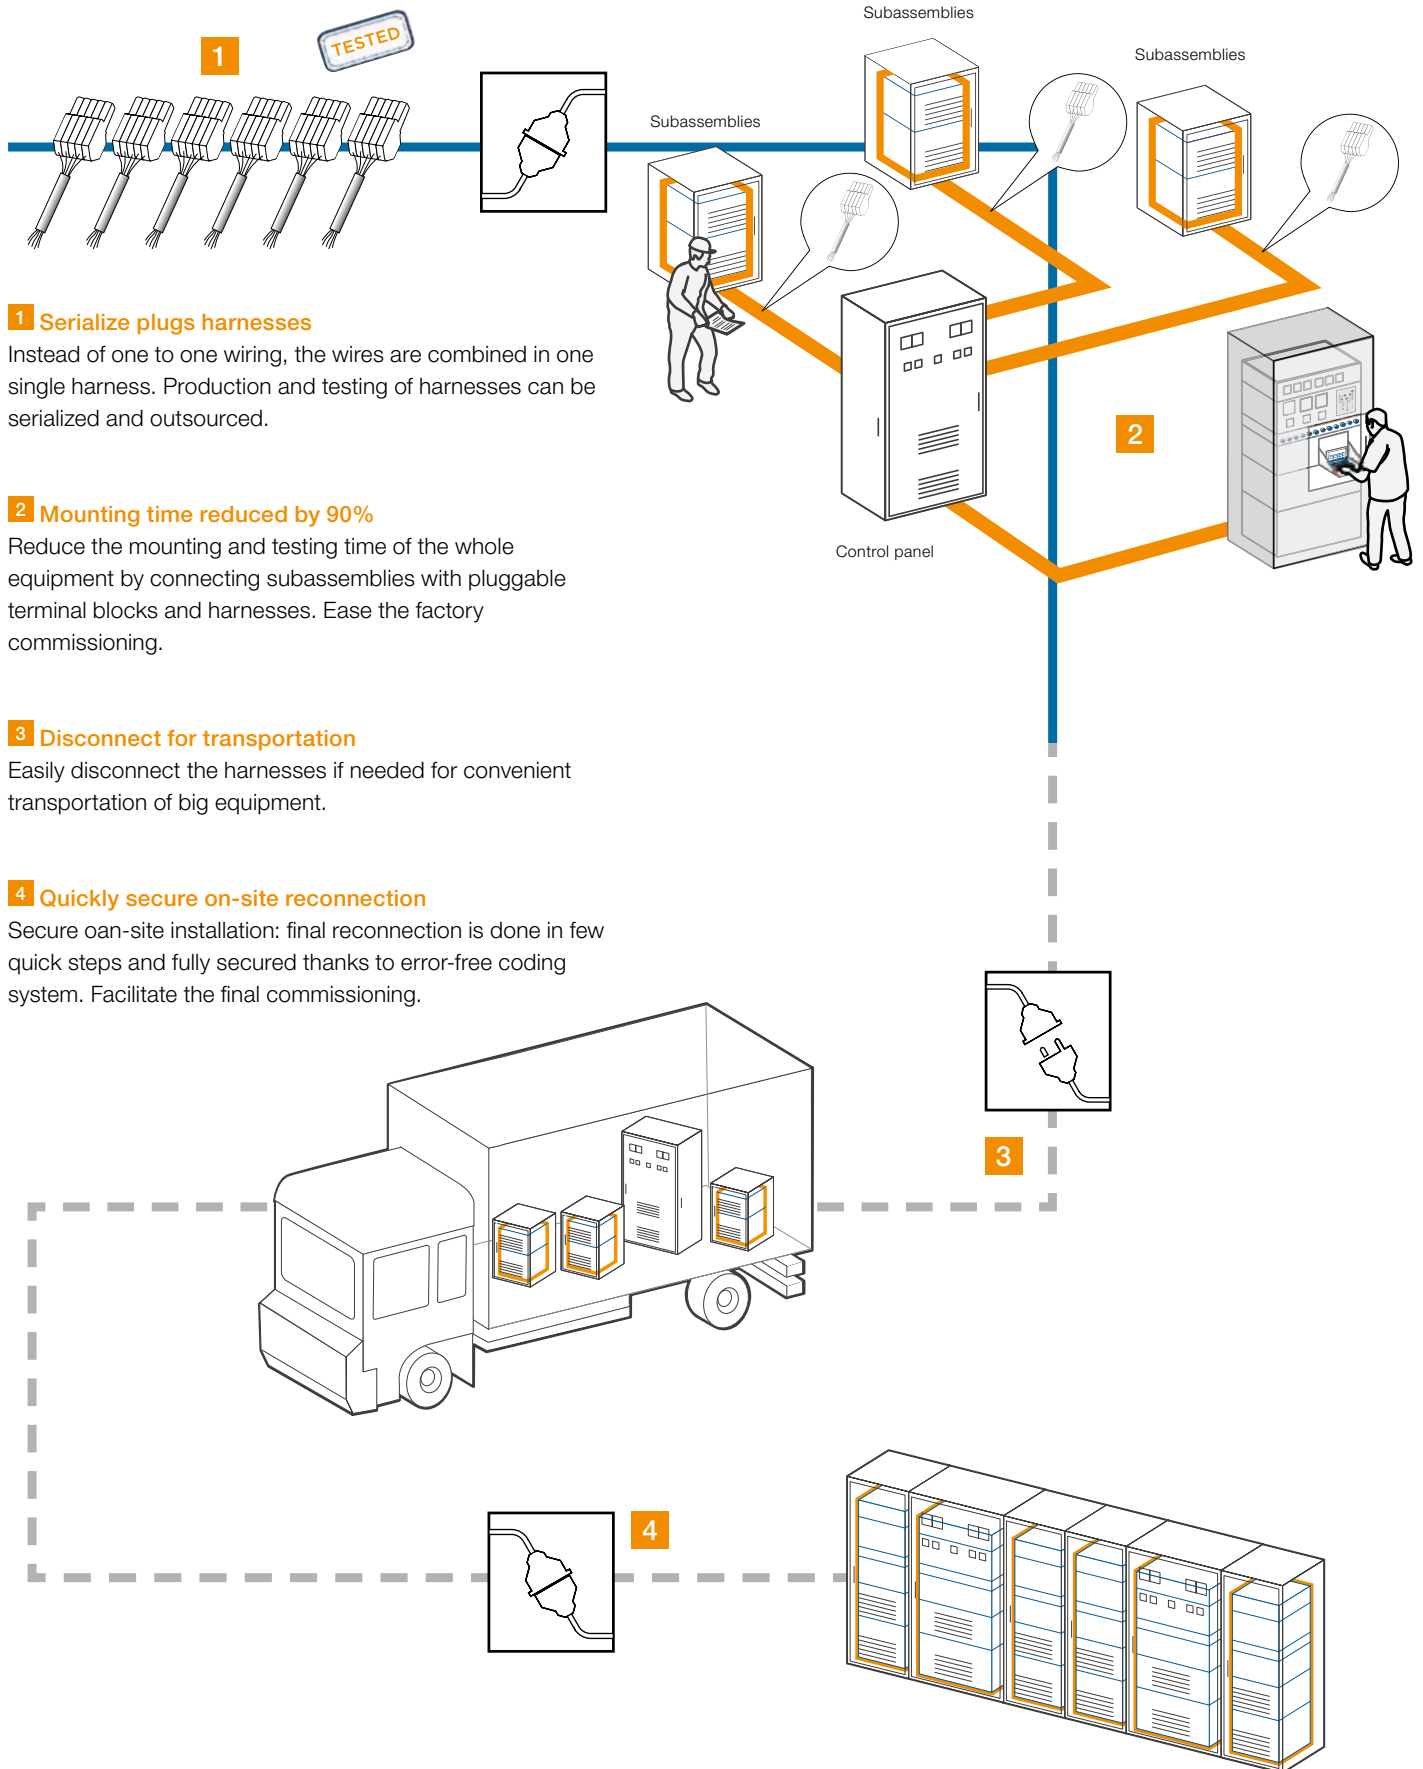 Subassemblies
Subassemblies
Subassemblies
1
TESTED
1 Serialize plugs harnesses
Instead of one to one wiring, the wires are combined in one
single harness. Production and testing of harnesses can be
serialized and outsourced.
2
Control panel
2 Mounting time reduced by 90%
Reduce the mounting and testing time of the whole
equipment by connecting subassemblies with pluggable
terminal blocks and harnesses. Ease the factory
commissioning.
3 Disconnect for transportation
Easily disconnect the harnesses if needed for convenient
transportation of big equipment.
4 Quickly secure on-site reconnection
Secure oan-site installation: final reconnection is done in few
quick steps and fully secured thanks to error-free coding
system. Facilitate the final commissioning.
3
4